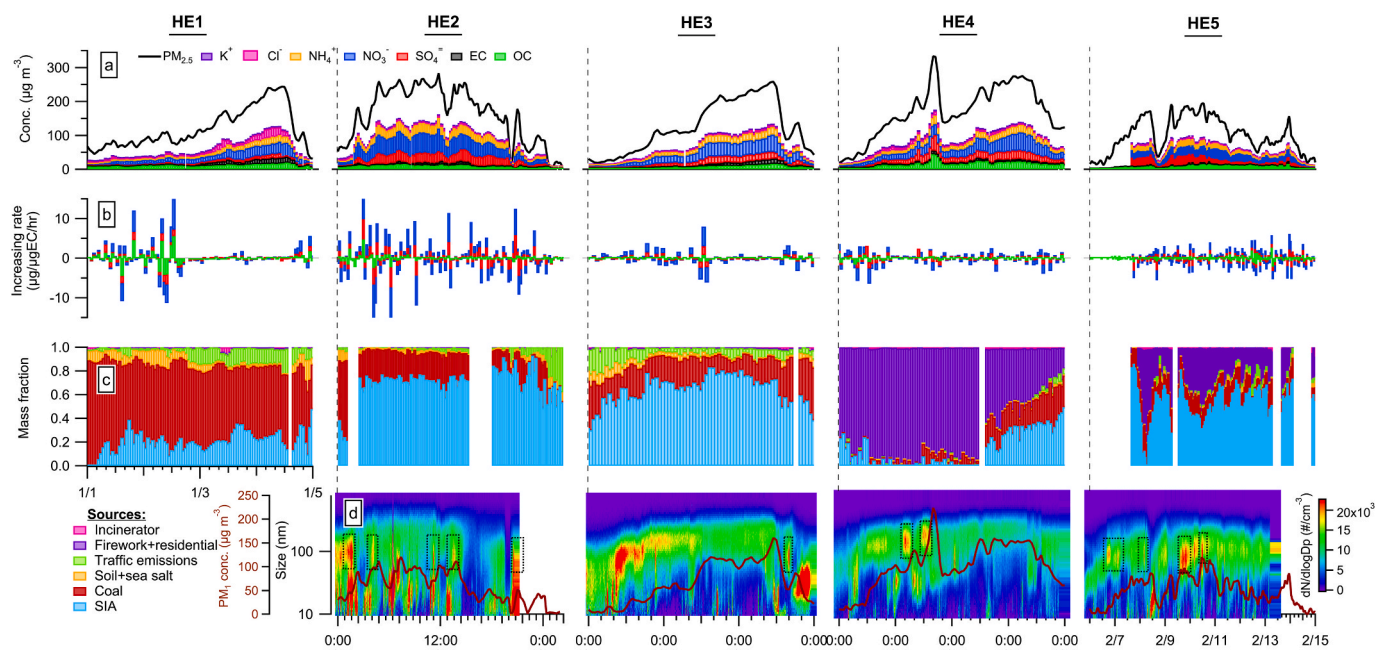 HE1 HE2 HE3 HE4 HE5
a
PM2.5 K+ Cl- NH4+ NO3- SO4= EC OC
Conc. (µg m-3)
300
200
100
0
b
Increasing rate
(µg/µgEC/hr)
10
0
-10
c
Mass fraction
1.0
0.8
0.6
0.4
0.2
0.0
1/1 1/3 1/5
Sources:
Incinerator
Firework+residential
Traffic emissions
Soil+sea salt
Coal
SIA
PM1 conc. (µg m-3)
250
200
150
100
50
0
Size (nm)
100
10
d
0:00 12:00 0:00
0:00 0:00 0:00 0:00
0:00 0:00 0:00
2/7 2/9 2/11 2/13 2/15
20x103
15
10
5
0
dN/dlogDp (#/cm-3)